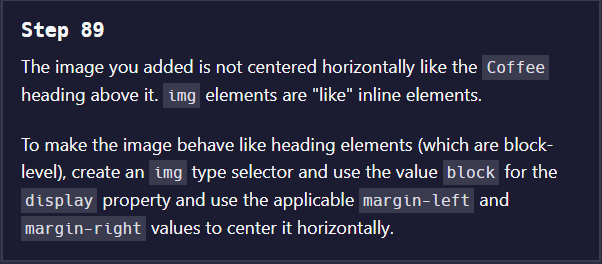 Step 89
The image you added is not centered horizontally like the Coffee
heading above it. img elements are "like" inline elements.
To make the image behave like heading elements (which are block-
level), create an img type selector and use the value block for the
display property and use the applicable margin-left and
margin-right values to center it horizontally.